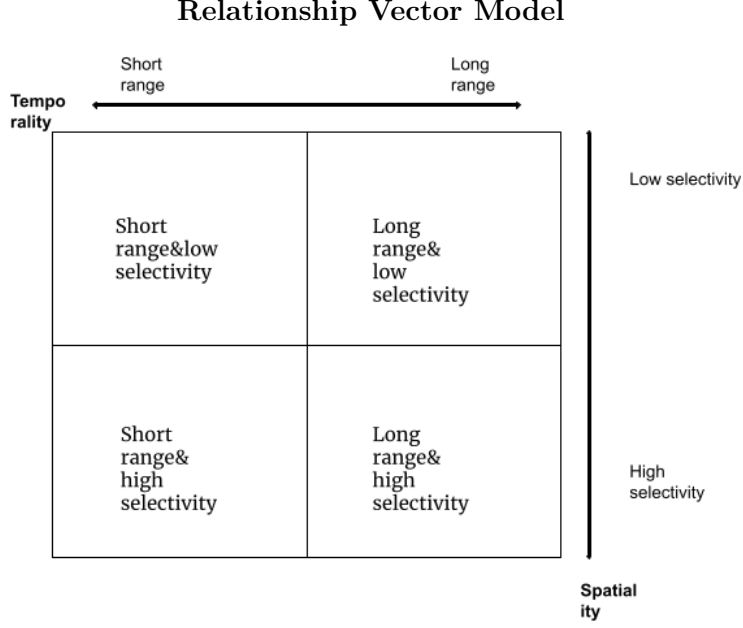 Relationship Vector Model
Short
range
Long
range
Tempo
rality
Low selectivity
Short
range&low
selectivity
Long
range&
low
selectivity
Short
range&
high
selectivity
Long
range&
high
selectivity
High
selectivity
Spatial
ity